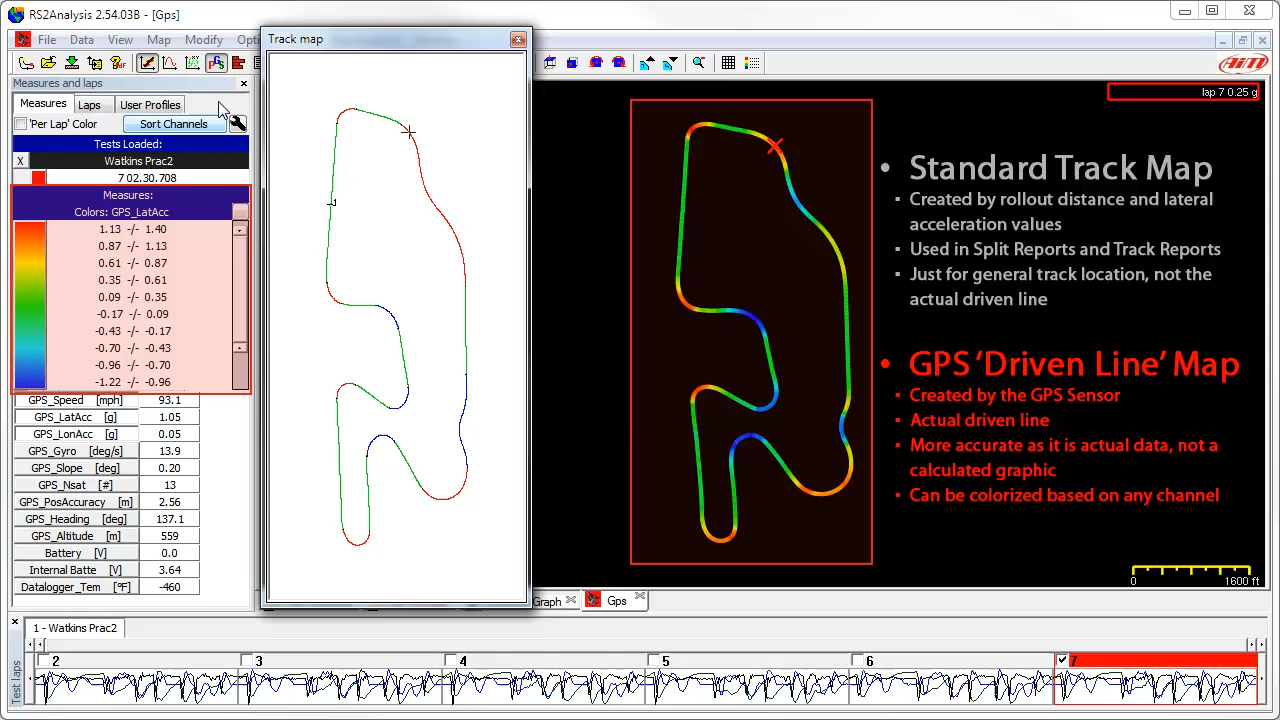 RS2Analysis 2.54.03B - [Gps]
File Data View Map Modify
Track map
Measures and laps
Measures Laps User Profiles
'Per Lap' Color Sort Channels
Tests Loaded:
X Watkins Prac2
7 02.30.708
Measures:
Colors: GPS_LatAcc
1.13 -/- 1.40
0.87 -/- 1.13
0.61 -/- 0.87
0.35 -/- 0.61
0.09 -/- 0.35
-0.17 -/- 0.09
-0.43 -/- -0.17
-0.70 -/- -0.43
-0.96 -/- -0.70
-1.22 -/- -0.96
GPS_Speed [mph] 93.1
GPS_LatAcc [g] 1.05
GPS_LonAcc [g] 0.05
GPS_Gyro [deg/s] 13.9
GPS_Slope [deg] 0.20
GPS_Nsat [#] 13
GPS_PosAccuracy [m] 2.56
GPS_Heading [deg] 137.1
GPS_Altitude [m] 559
Battery [V] 0.0
Internal Batte [V] 3.64
Datalogger_Tem [°F] -460
AiM
lap 7 0.25 g
• Standard Track Map
▪ Created by rollout distance and lateral
acceleration values
▪ Used in Split Reports and Track Reports
▪ Just for general track location, not the
actual driven line
• GPS 'Driven Line' Map
▪ Created by the GPS Sensor
▪ Actual driven line
▪ More accurate as it is actual data, not a
calculated graphic
▪ Can be colorized based on any channel
0 1600 ft
Graph Gps
1 - Watkins Prac2
Test laps
2 3 4 5 6 7